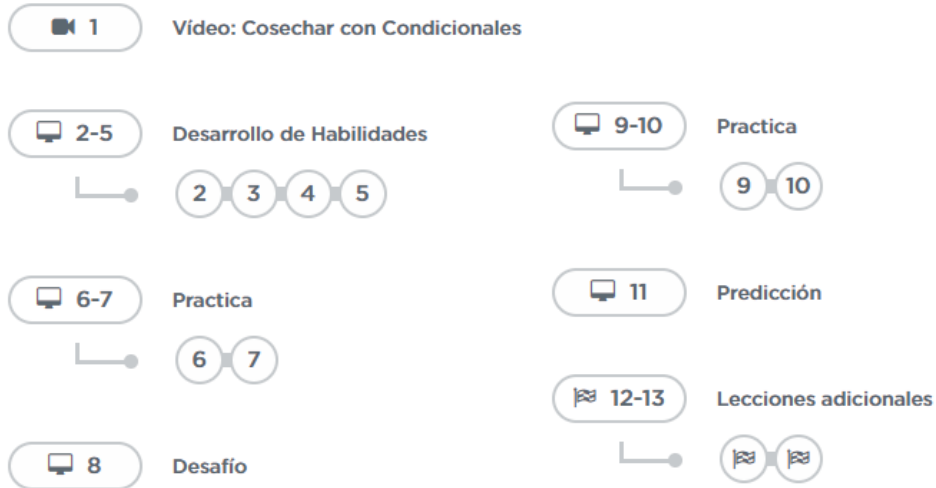 1 Vídeo: Cosechar con Condicionales
2-5 Desarrollo de Habilidades
2 3 4 5
6-7 Practica
6 7
8 Desafío
9-10 Practica
9 10
11 Predicción
12-13 Lecciones adicionales